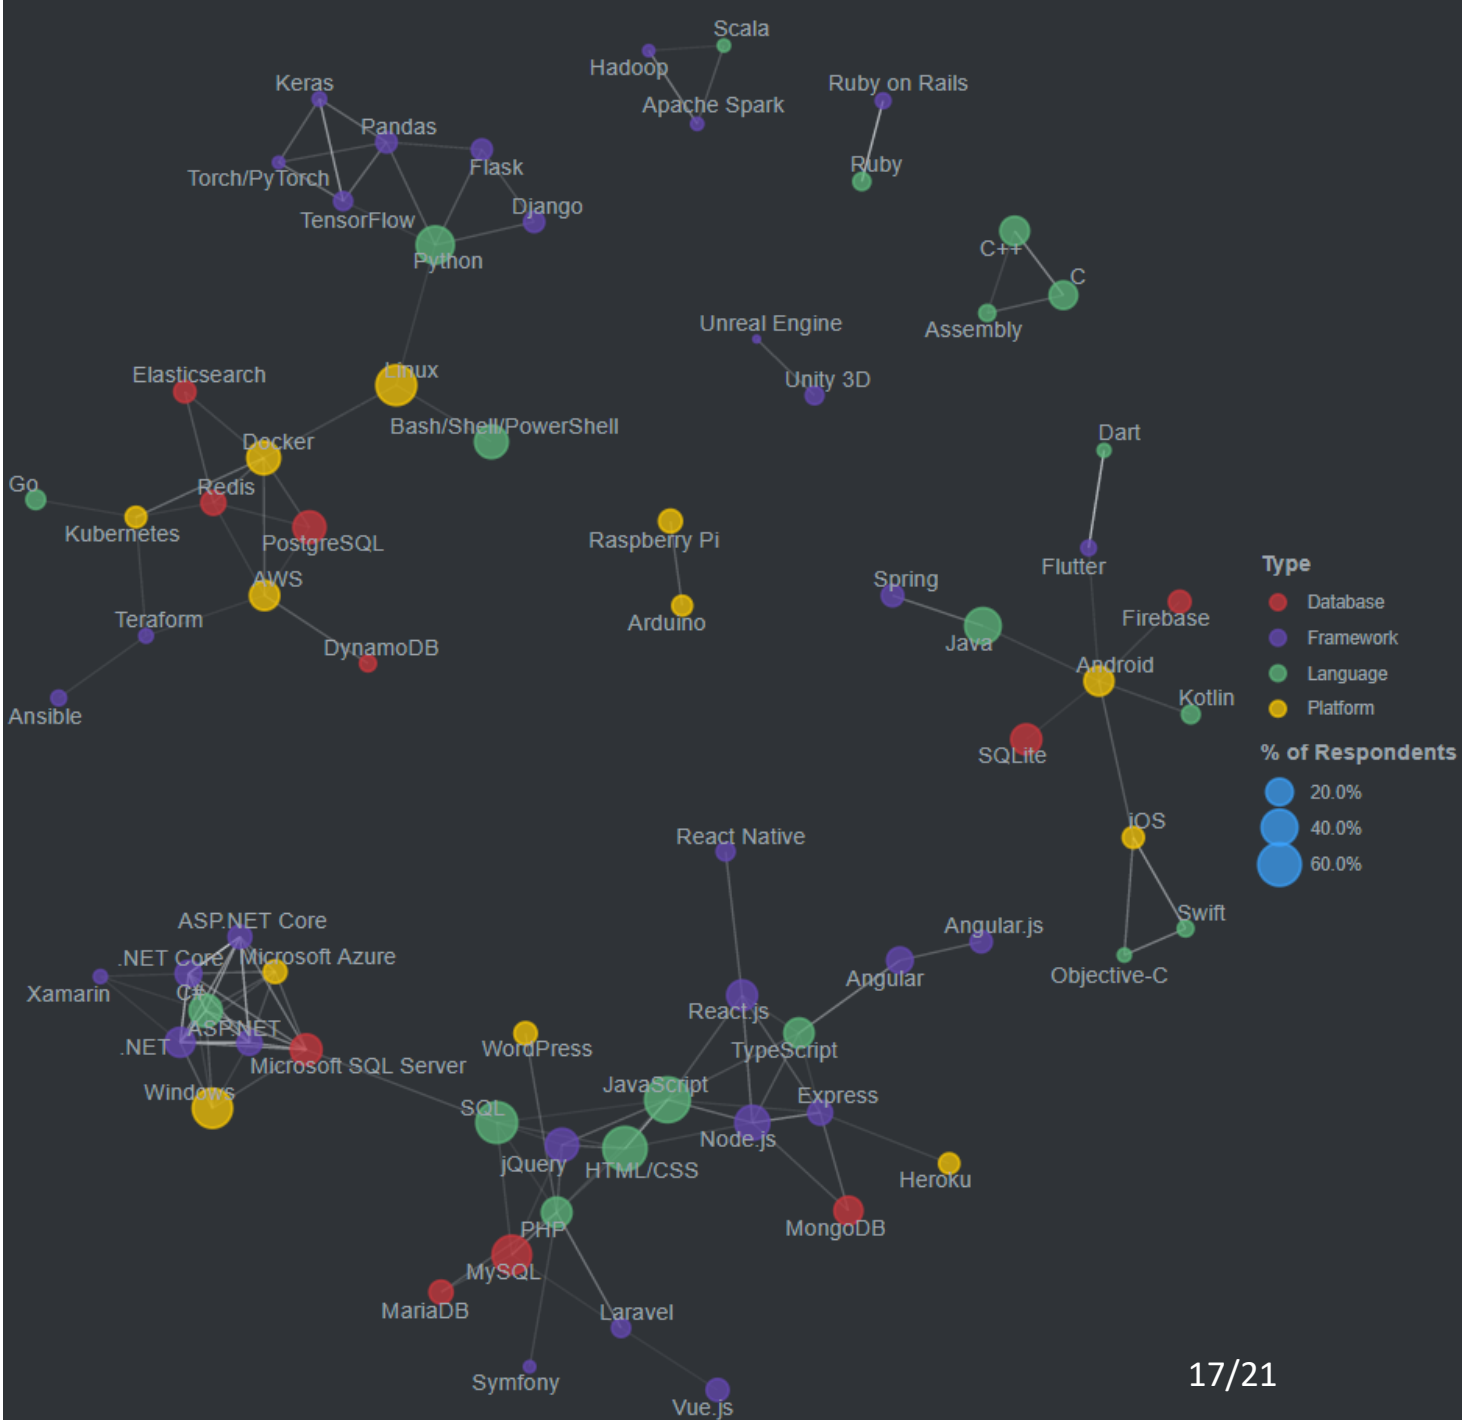 Scala
Hadoop
Keras
Ruby on Rails
Apache Spark
Pandas
Ruby
Flask
Torch/PyTorch
Django
TensorFlow
C++
Python
C
Unreal Engine
Assembly
Linux
Elasticsearch
Unity 3D
Bash/Shell/PowerShell
Dart
Docker
Go
Redis
Kubernetes
Raspberry Pi
PostgreSQL
Type
Flutter
AWS
Spring
Database
Firebase
Teraform
Arduino
Framework
Java
DynamoDB
Android
Language
Kotlin
Platform
Ansible
SQLite
% of Respondents
20.0%
iOS
40.0%
React Native
60.0%
Swift
ASP.NET Core
Angular.js
.NET Core
Microsoft Azure
Objective-C
Angular
Xamarin
C#
React.js
ASP.NET
.NET
WordPress
TypeScript
Microsoft SQL Server
JavaScript
Windows
Express
SQL
Node.js
jQuery
HTML/CSS
Heroku
PHP
MongoDB
MySQL
MariaDB
Laravel
Symfony
17/21
Vue.js